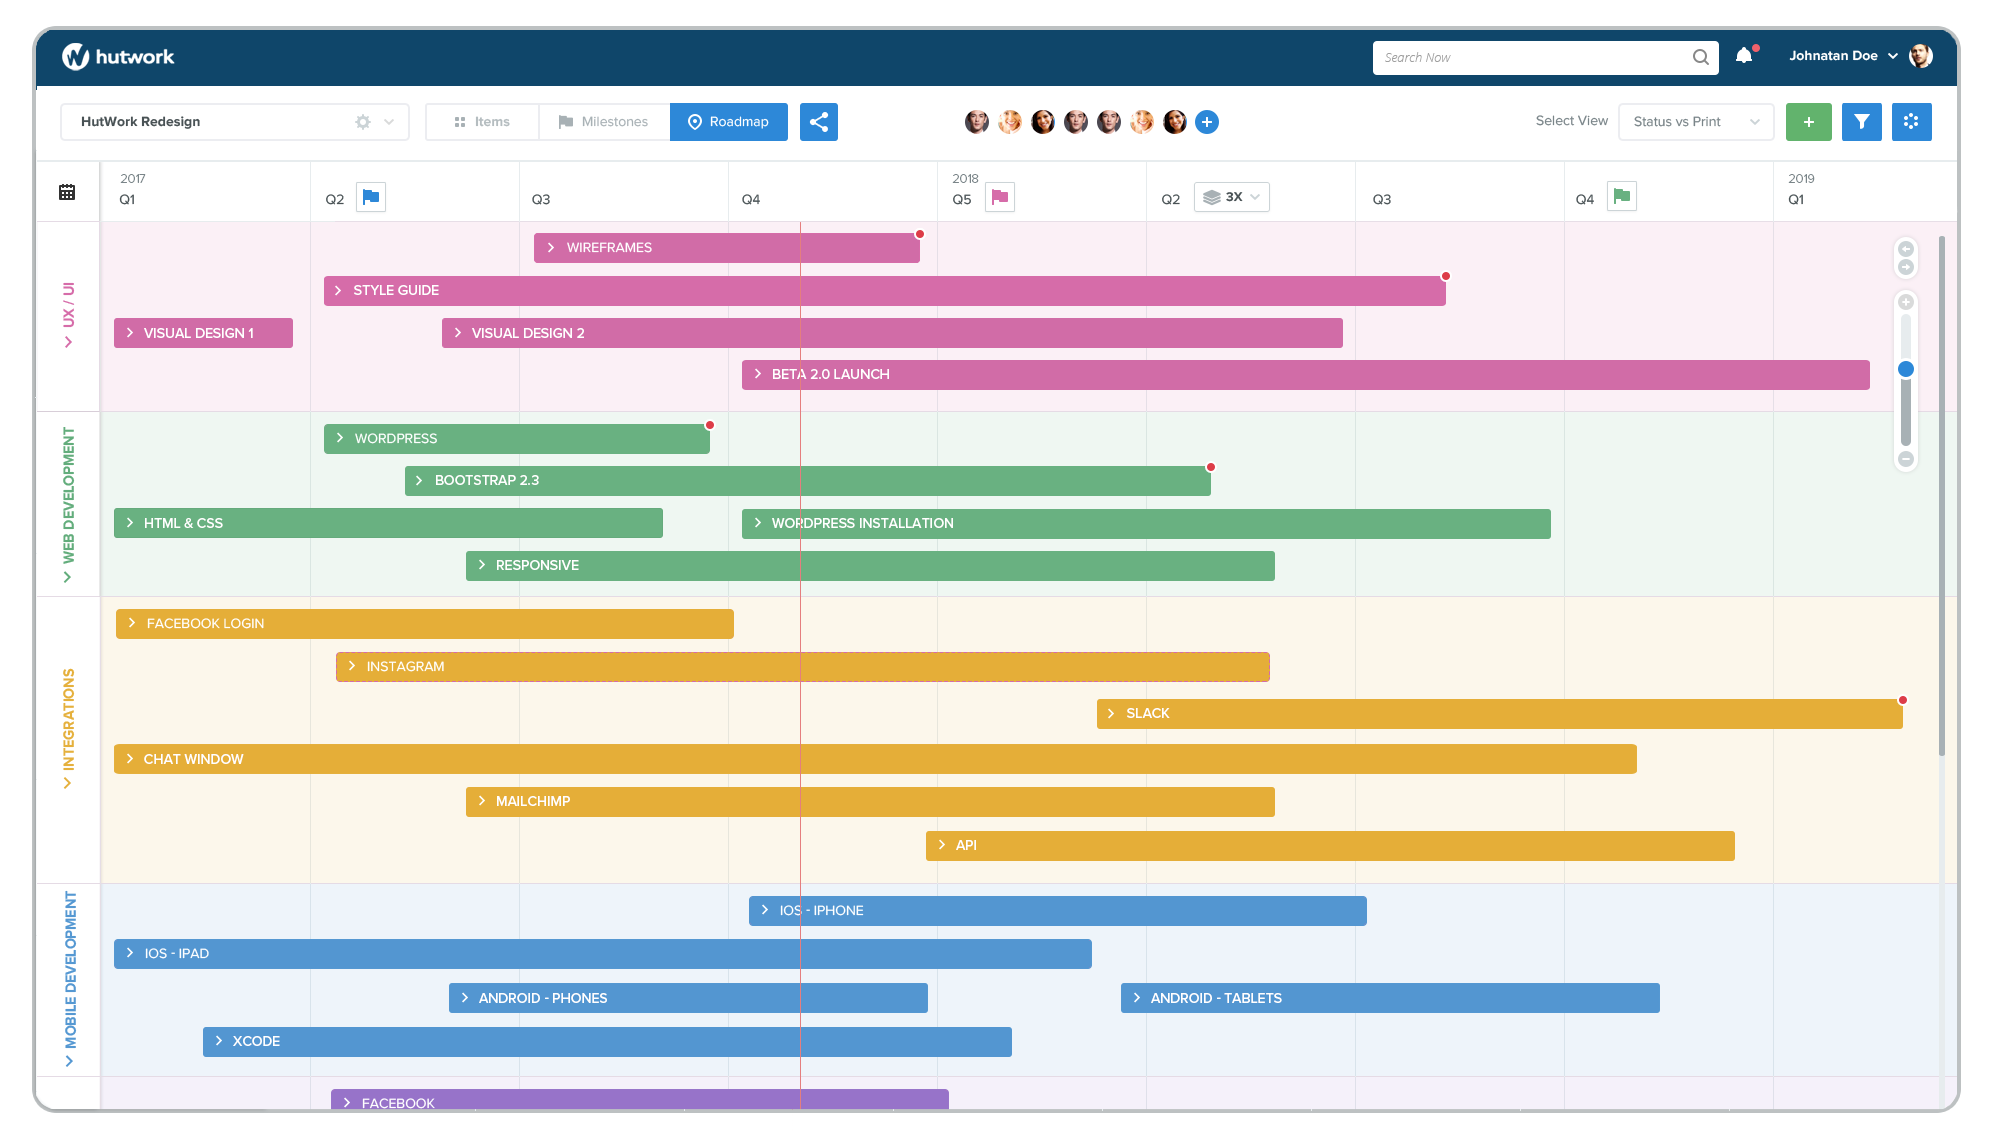 hutwork
Search Now
Johnatan Doe
HutWork Redesign
Items
Milestones
Roadmap
Select View
Status vs Print
2017
2018
2019
Q1
Q2
Q3
Q4
Q5
Q2
3X
Q3
Q4
Q1
UX / UI
WIREFRAMES
STYLE GUIDE
VISUAL DESIGN 1
VISUAL DESIGN 2
BETA 2.0 LAUNCH
WEB DEVELOPMENT
WORDPRESS
BOOTSTRAP 2.3
HTML & CSS
WORDPRESS INSTALLATION
RESPONSIVE
INTEGRATIONS
FACEBOOK LOGIN
INSTAGRAM
SLACK
CHAT WINDOW
MAILCHIMP
API
MOBILE DEVELOPMENT
IOS - IPHONE
IOS - IPAD
ANDROID - PHONES
ANDROID - TABLETS
XCODE
FACEBOOK